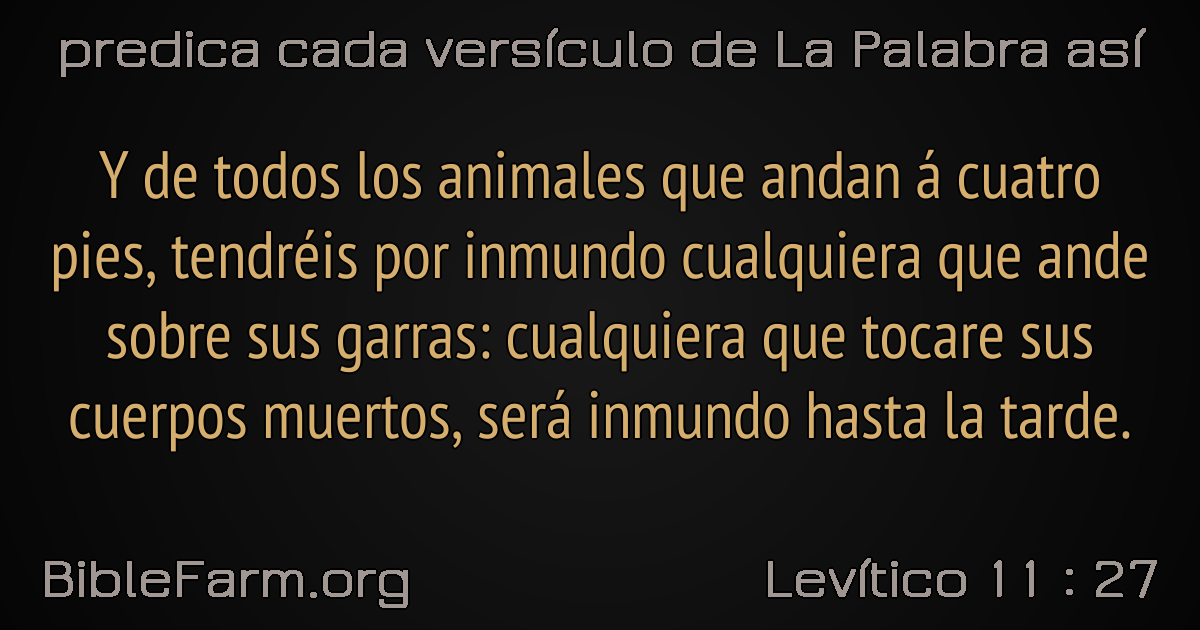 predica cada versículo de La Palabra así
Y de todos los animales que andan á cuatro
pies, tendréis por inmundo cualquiera que ande
sobre sus garras: cualquiera que tocare sus
cuerpos muertos, será inmundo hasta la tarde.
BibleFarm.org
Levítico 11 : 27